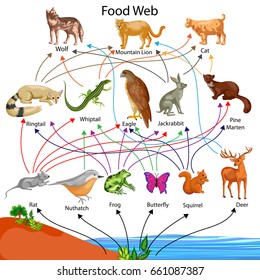 Food Web
Wolf
Mountain Lion
Cat
Ringtail
Whiptail
Eagle
Jackrabbit
Pine
Marten
Rat
Nuthatch
Frog
Butterfly
Squirrel
Deer
shutterstock.com · 661087387